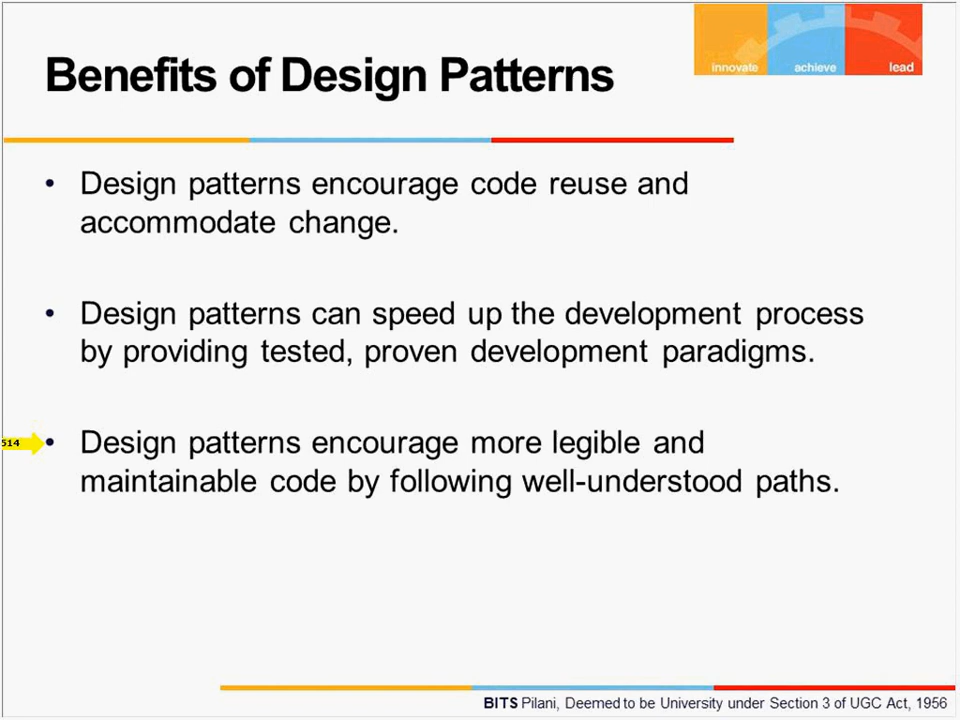 Benefits of Design Patterns
innovate achieve lead
• Design patterns encourage code reuse and
accommodate change.
• Design patterns can speed up the development process
by providing tested, proven development paradigms.
514
• Design patterns encourage more legible and
maintainable code by following well-understood paths.
BITS Pilani, Deemed to be University under Section 3 of UGC Act, 1956